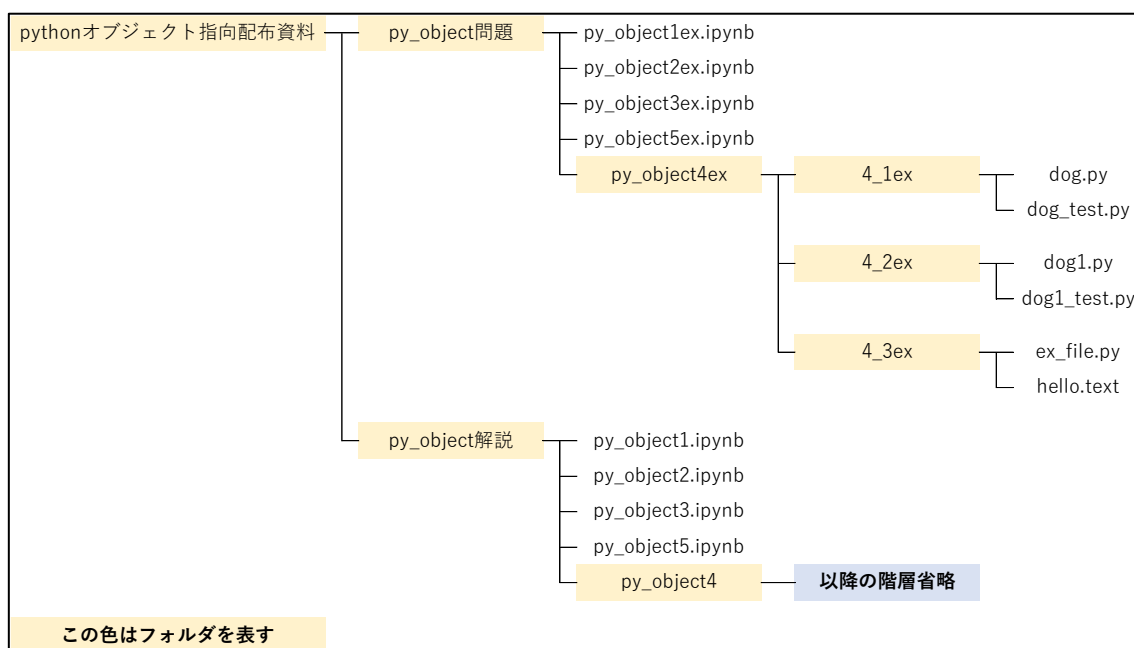 pythonオブジェクト指向配布資料
py_object問題
py_object1ex.ipynb
py_object2ex.ipynb
py_object3ex.ipynb
py_object5ex.ipynb
py_object4ex
4_1ex
dog.py
dog_test.py
4_2ex
dog1.py
dog1_test.py
4_3ex
ex_file.py
hello.text
py_object解説
py_object1.ipynb
py_object2.ipynb
py_object3.ipynb
py_object5.ipynb
py_object4
以降の階層省略
この色はフォルダを表す